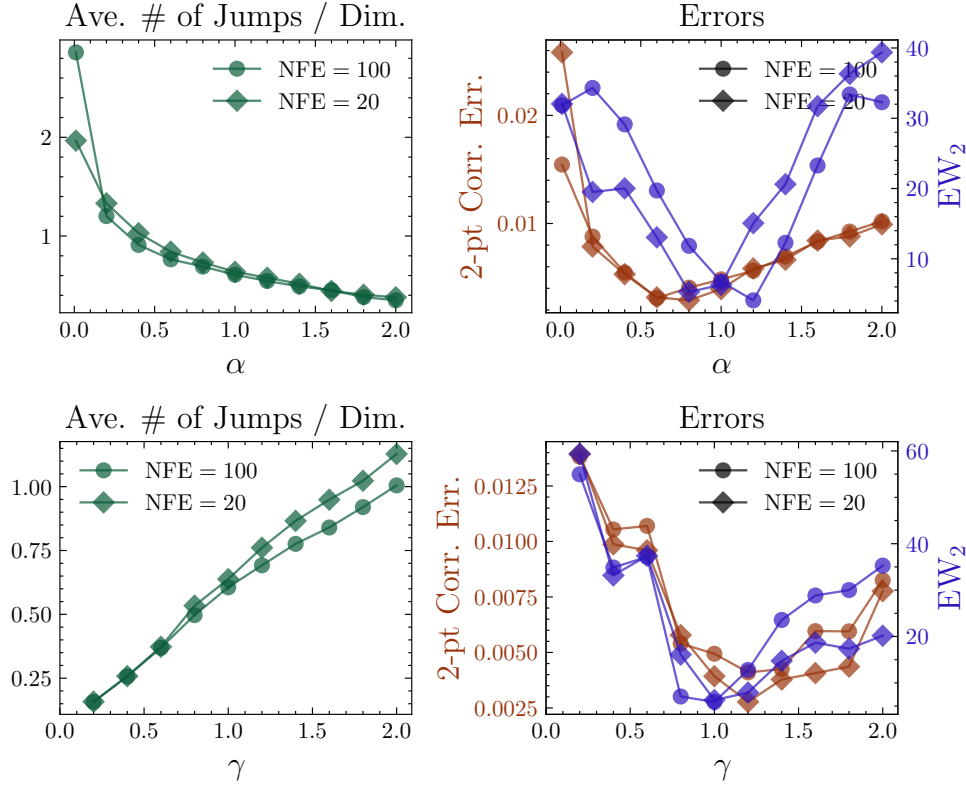 Ave. # of Jumps / Dim.
NFE = 100
NFE = 20
2
1
0.0
0.5
1.0
1.5
2.0
α
Errors
NFE = 100
NFE = 20
2-pt Corr. Err.
0.02
0.01
EW₂
40
30
20
10
0.0
0.5
1.0
1.5
2.0
α
Ave. # of Jumps / Dim.
NFE = 100
NFE = 20
1.00
0.75
0.50
0.25
0.0
0.5
1.0
1.5
2.0
γ
Errors
NFE = 100
NFE = 20
2-pt Corr. Err.
0.0125
0.0100
0.0075
0.0050
0.0025
EW₂
60
40
20
0.0
0.5
1.0
1.5
2.0
γ